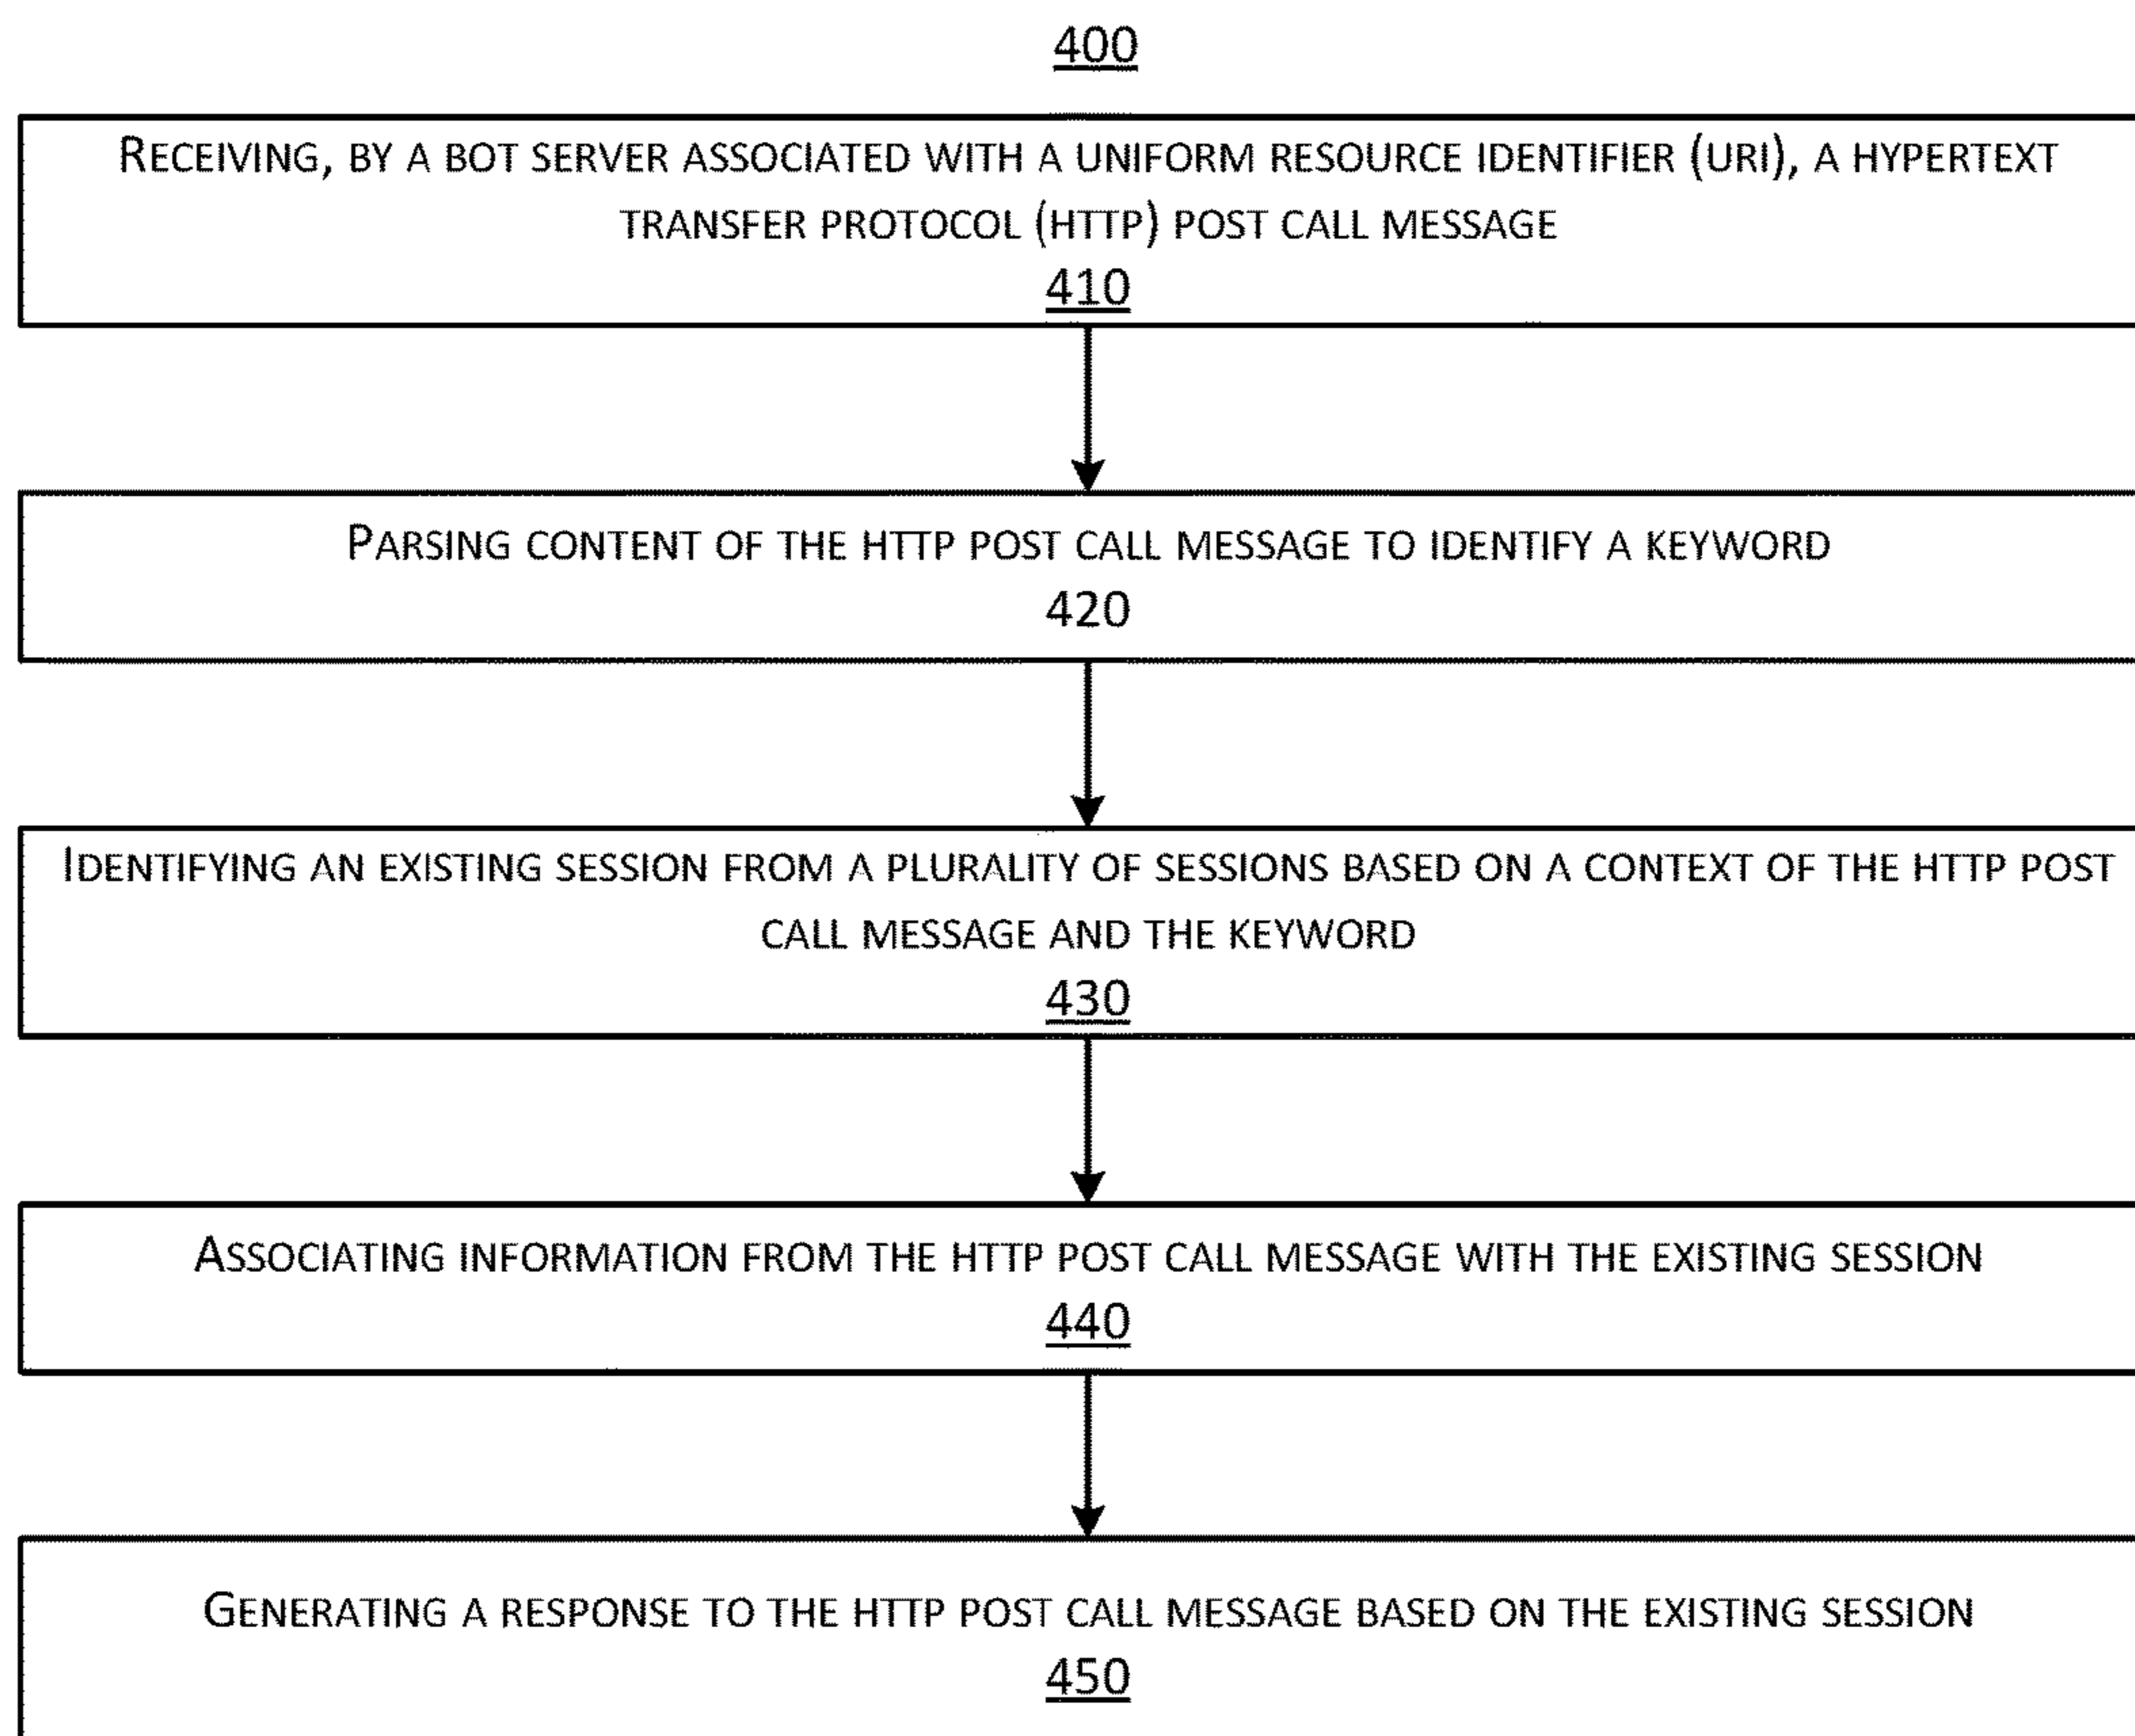 400
RECEIVING, BY A BOT SERVER ASSOCIATED WITH A UNIFORM RESOURCE IDENTIFIER (URI), A HYPERTEXT
TRANSFER PROTOCOL (HTTP) POST CALL MESSAGE
410
PARSING CONTENT OF THE HTTP POST CALL MESSAGE TO IDENTIFY A KEYWORD
420
IDENTIFYING AN EXISTING SESSION FROM A PLURALITY OF SESSIONS BASED ON A CONTEXT OF THE HTTP POST
CALL MESSAGE AND THE KEYWORD
430
ASSOCIATING INFORMATION FROM THE HTTP POST CALL MESSAGE WITH THE EXISTING SESSION
440
GENERATING A RESPONSE TO THE HTTP POST CALL MESSAGE BASED ON THE EXISTING SESSION
450